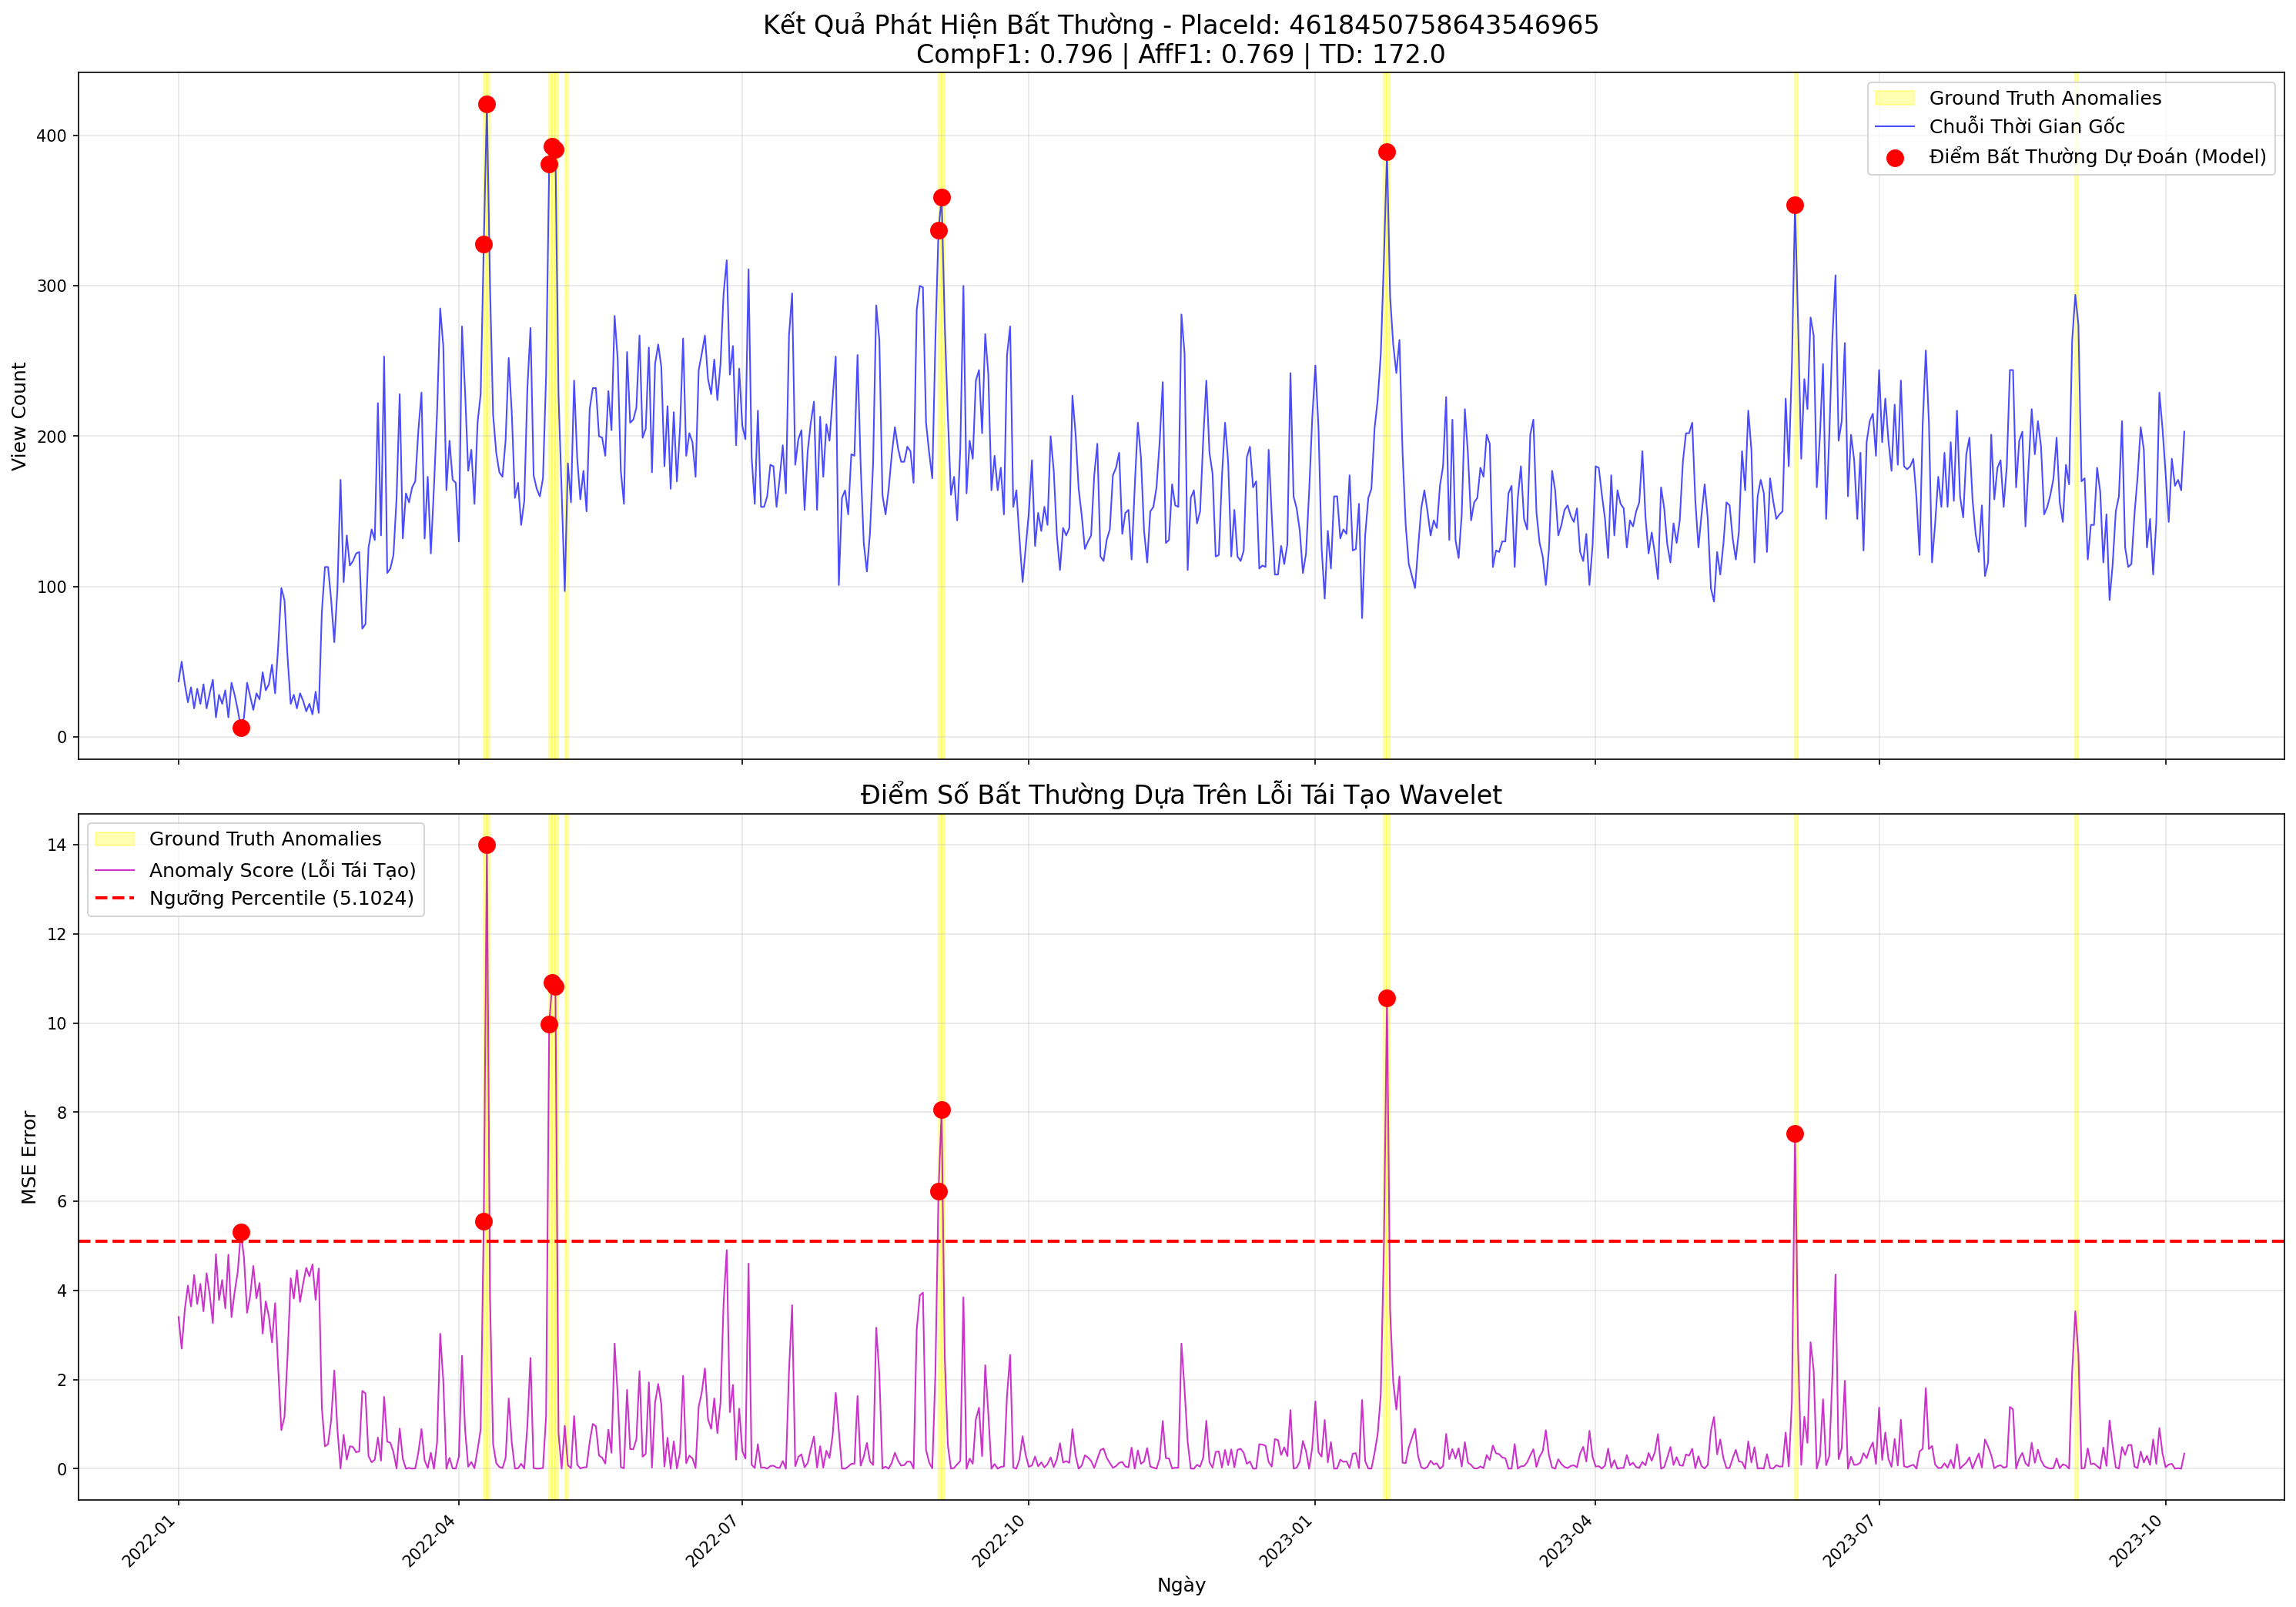 Kết Quả Phát Hiện Bất Thường - PlaceId: 4618450758643546965
CompF1: 0.796 | AffF1: 0.769 | TD: 172.0
Ground Truth Anomalies
Chuỗi Thời Gian Gốc
Điểm Bất Thường Dự Đoán (Model)
View Count
400
300
200
100
0
Điểm Số Bất Thường Dựa Trên Lỗi Tái Tạo Wavelet
Ground Truth Anomalies
Anomaly Score (Lỗi Tái Tạo)
Ngưỡng Percentile (5.1024)
MSE Error
14
12
10
8
6
4
2
0
2022-01
2022-04
2022-07
2022-10
2023-01
2023-04
2023-07
2023-10
Ngày